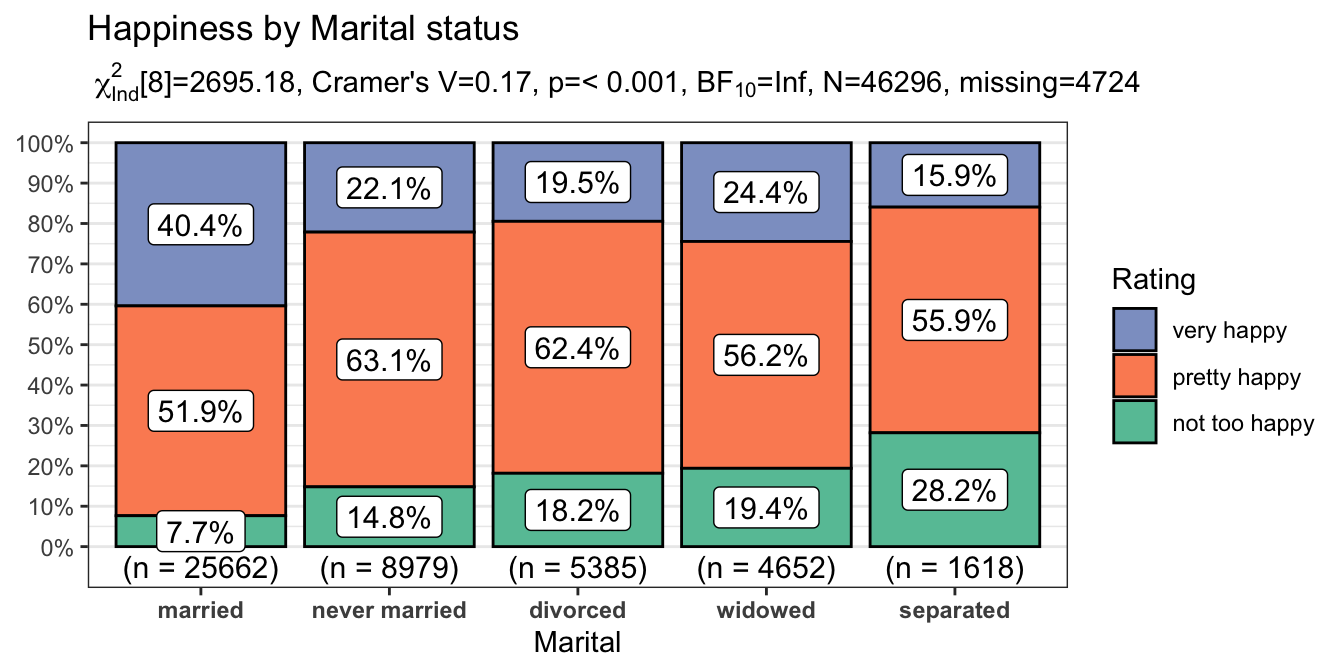 Happiness by Marital status
χ²Ind[8]=2695.18, Cramer's V=0.17, p=< 0.001, BF₁₀=Inf, N=46296, missing=4724
100%
90%
80%
70%
60%
50%
40%
30%
20%
10%
0%
40.4%
51.9%
7.7%
22.1%
63.1%
14.8%
19.5%
62.4%
18.2%
24.4%
56.2%
19.4%
15.9%
55.9%
28.2%
(n = 25662) (n = 8979) (n = 5385) (n = 4652) (n = 1618)
married never married divorced widowed separated
Marital
Rating
very happy
pretty happy
not too happy